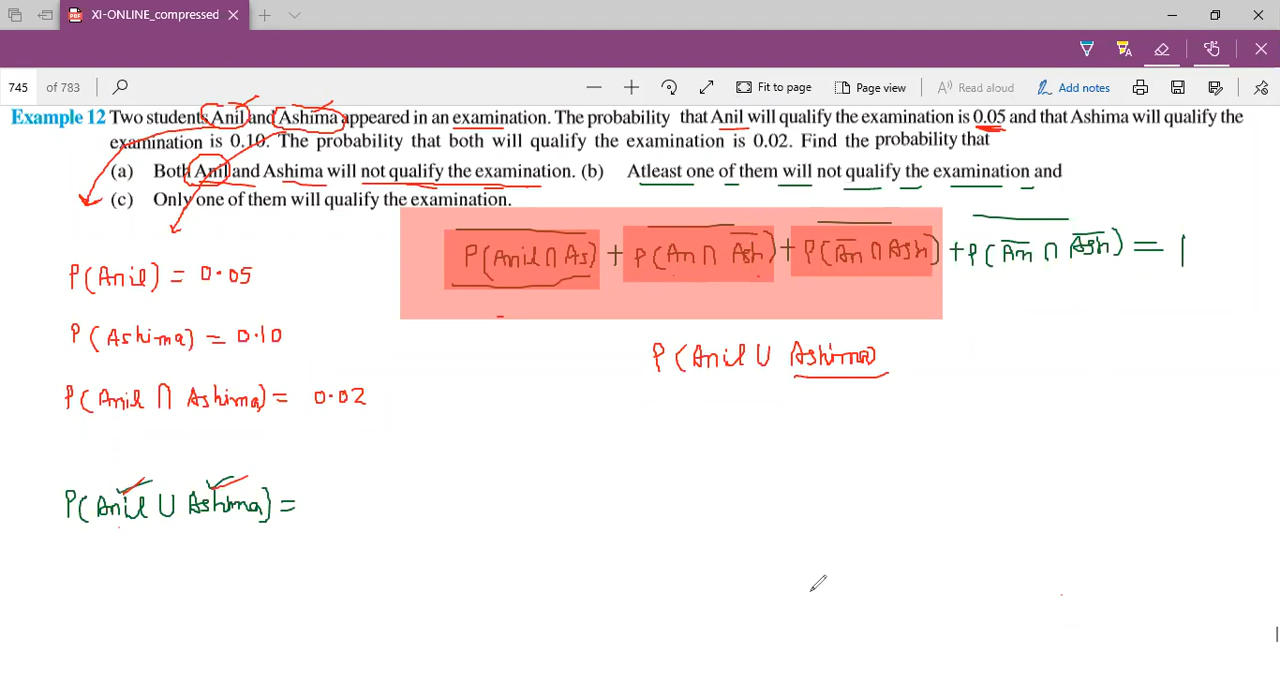 XI-ONLINE_compressed
745 of 783
Fit to page
Page view
Read aloud
Add notes
Example 12 Two students Anil and Ashima appeared in an examination. The probability that Anil will qualify the examination is 0.05 and that Ashima will qualify the
examination is 0.10. The probability that both will qualify the examination is 0.02. Find the probability that
(a) Both Anil and Ashima will not qualify the examination. (b) Atleast one of them will not qualify the examination and
(c) Only one of them will qualify the examination.
P(Anil ∩ As) + P(An ∩ A̅s̅h̅) + P(A̅n̅ ∩ Ash) + P(A̅n̅ ∩ A̅s̅h̅) = 1
P(Anil) = 0.05
P(Ashima) = 0.10
P(Anil ∪ Ashima)
P(Anil ∩ Ashima) = 0.02
P(Anil ∪ Ashima) =